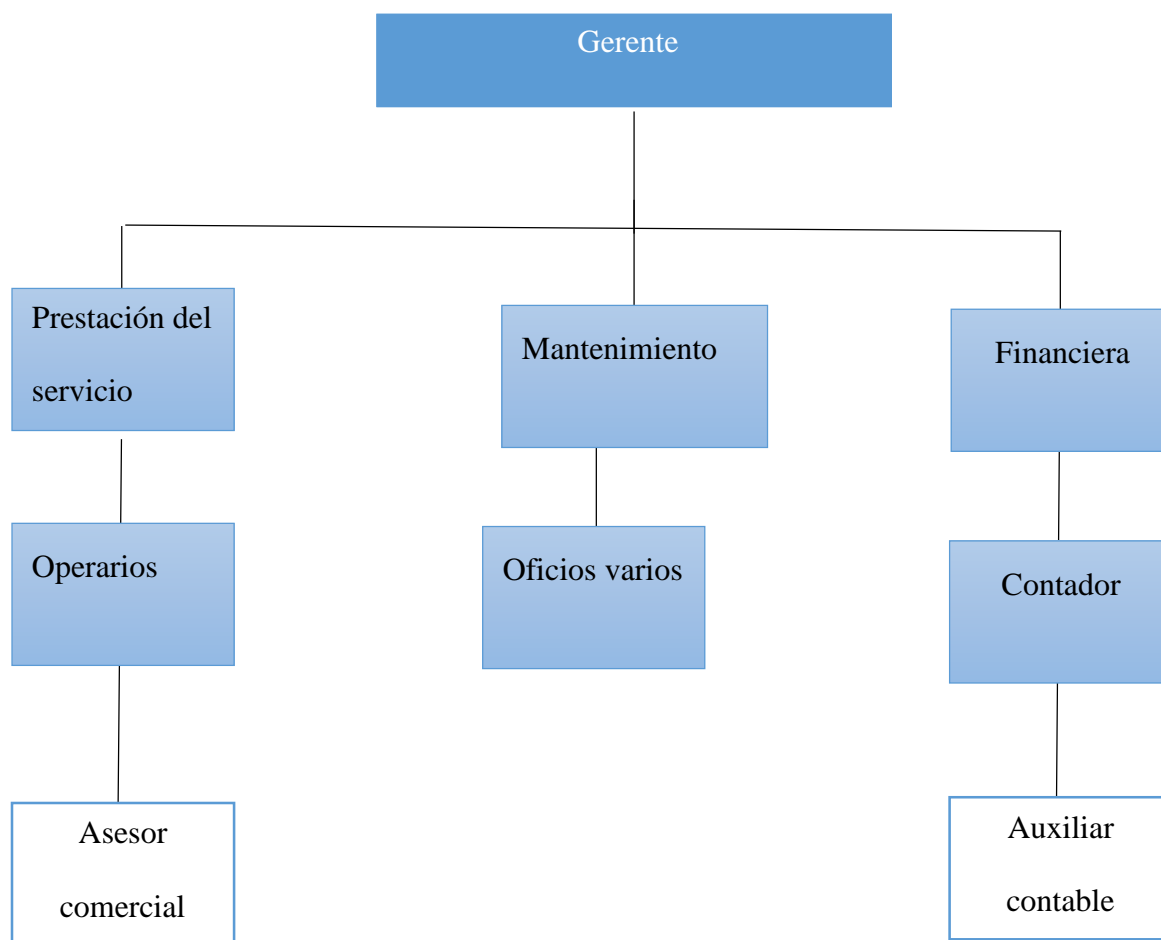 Gerente
Prestación del
servicio
Mantenimiento
Financiera
Operarios
Oficios varios
Contador
Asesor
comercial
Auxiliar
contable